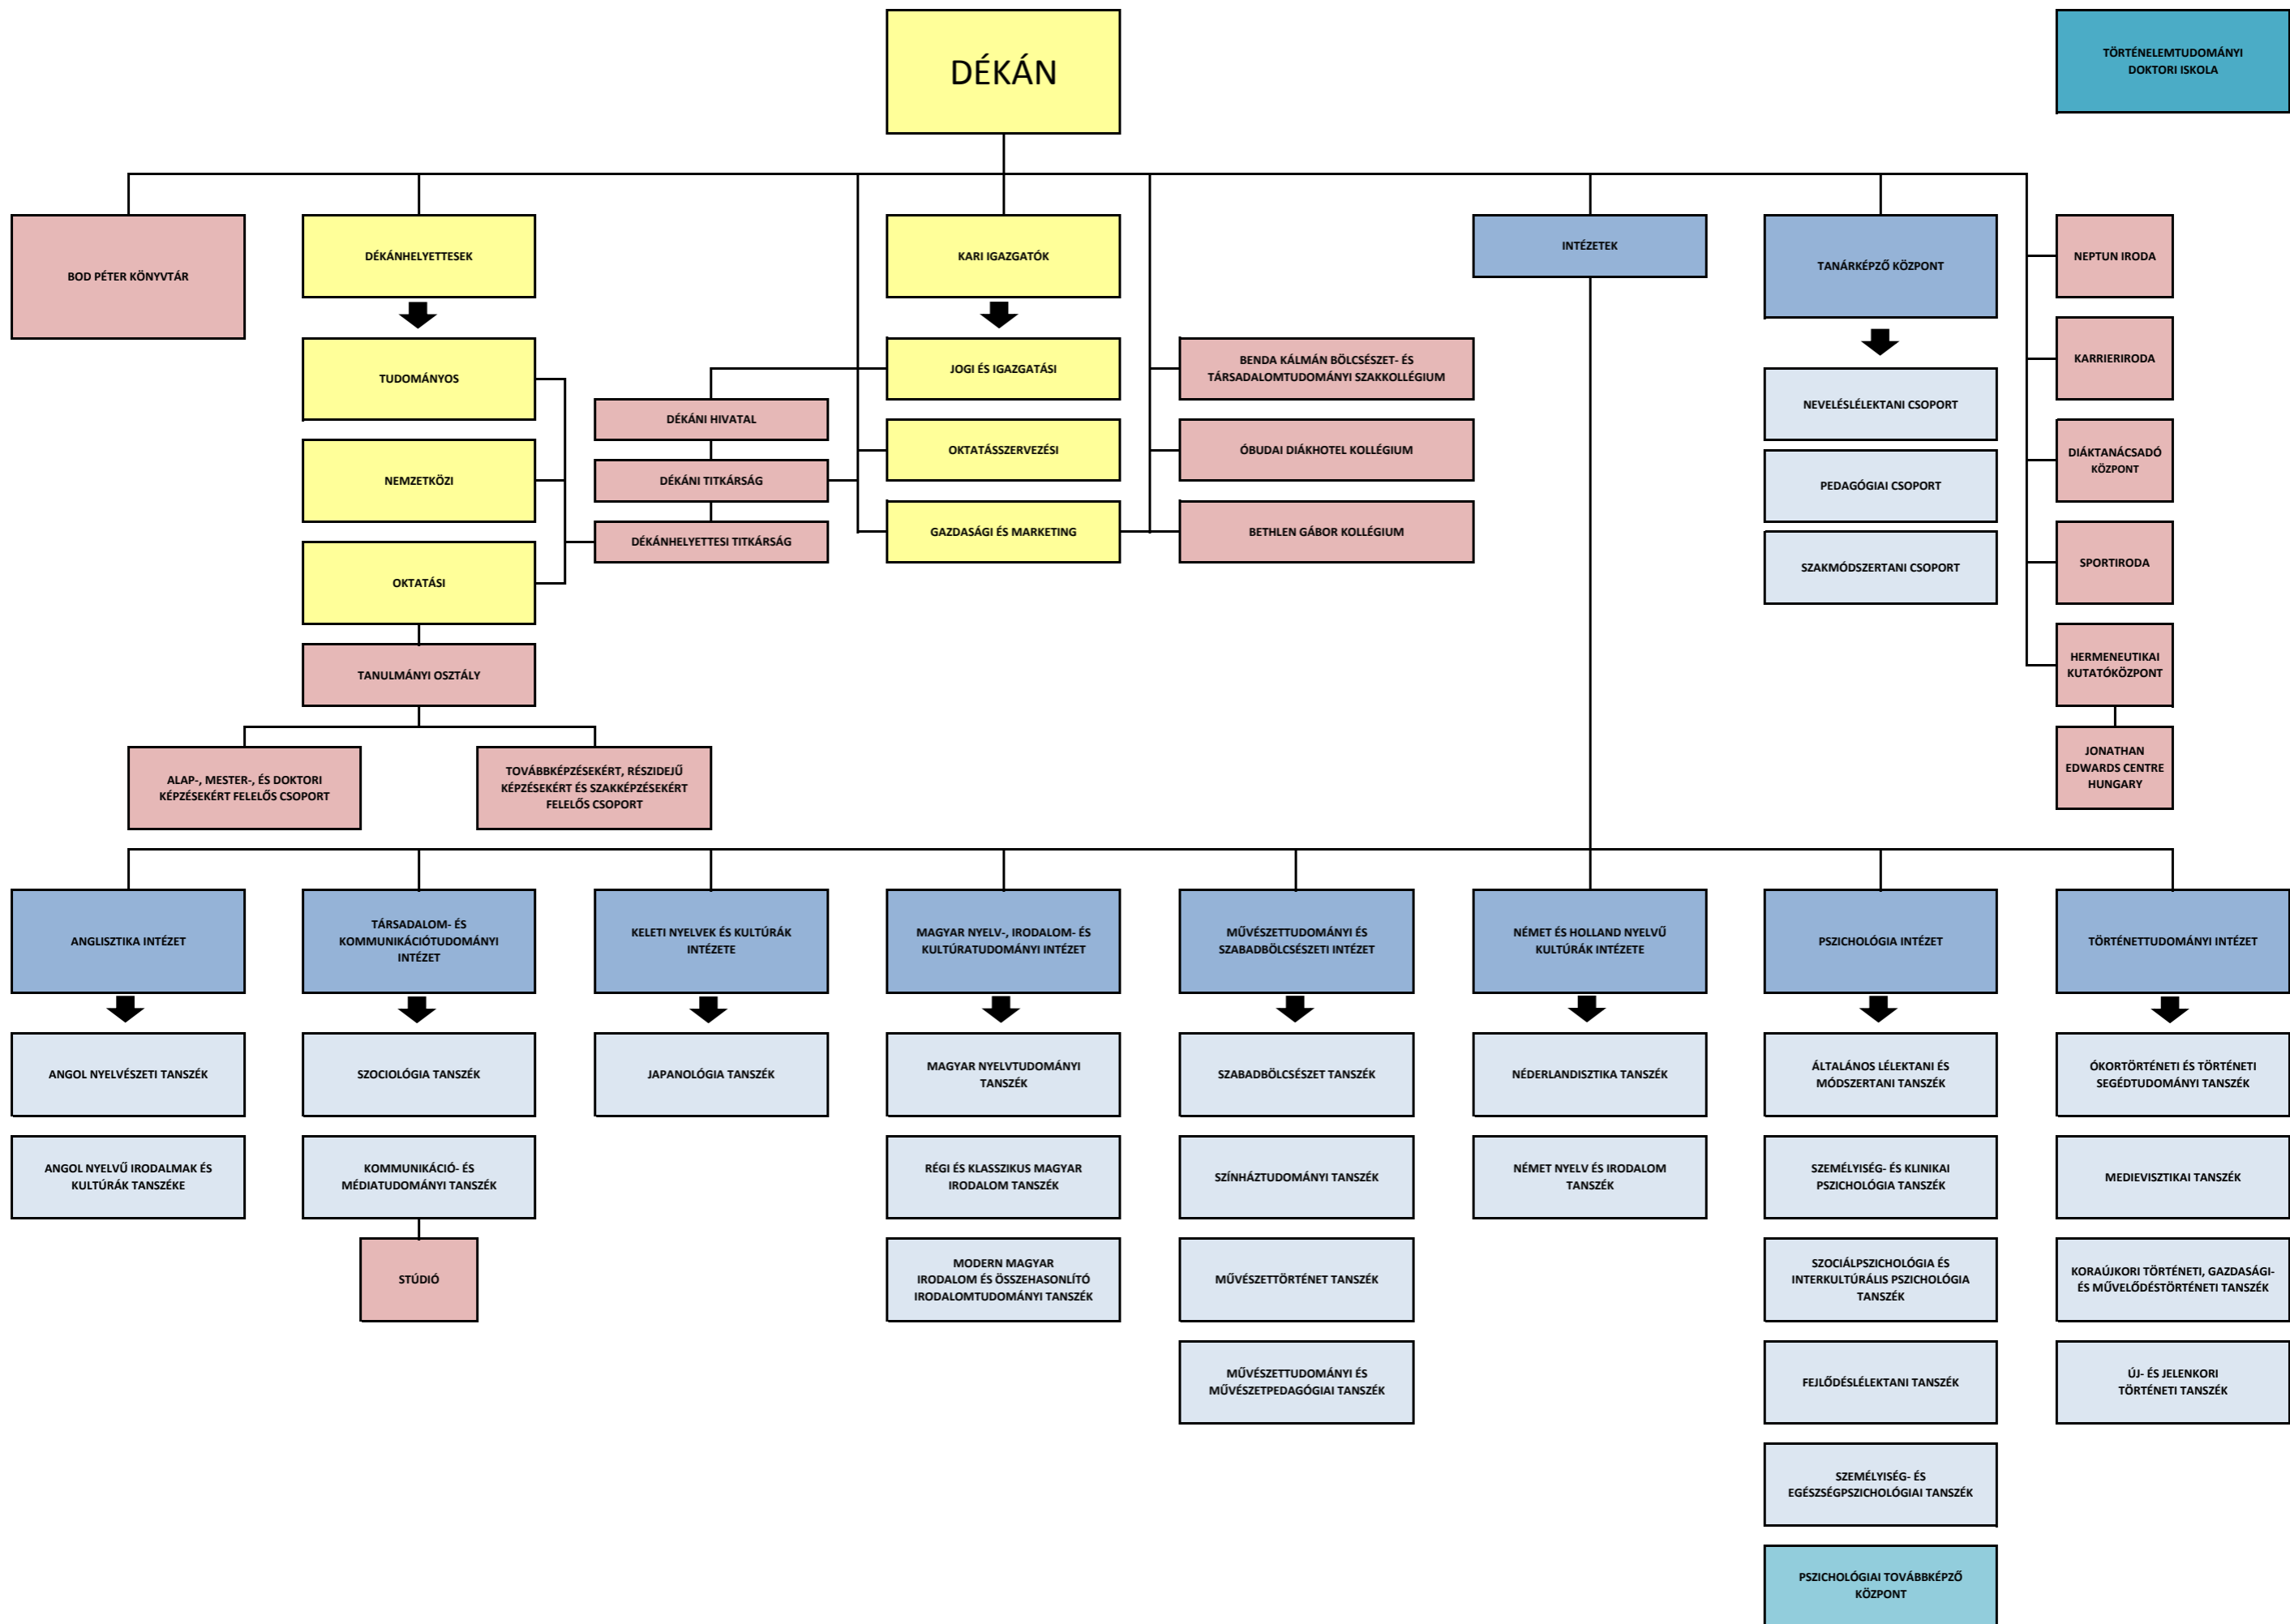 DÉKÁN
TÖRTÉNELEMTUDOMÁNYI
DOKTORI ISKOLA
BOD PÉTER KÖNYVTÁR
DÉKÁNHELYETTESEK
KARI IGAZGATÓK
INTÉZETEK
TANÁRKÉPZŐ KÖZPONT
NEPTUN IRODA
TUDOMÁNYOS
NEMZETKÖZI
OKTATÁSI
DÉKÁNI HIVATAL
DÉKÁNI TITKÁRSÁG
DÉKÁNHELYETTESI TITKÁRSÁG
JOGI ÉS IGAZGATÁSI
OKTATÁSSZERVEZÉSI
GAZDASÁGI ÉS MARKETING
BENDA KÁLMÁN BÖLCSÉSZET- ÉS
TÁRSADALOMTUDOMÁNYI SZAKKOLLÉGIUM
ÓBUDAI DIÁKHOTEL KOLLÉGIUM
BETHLEN GÁBOR KOLLÉGIUM
NEVELÉSLÉLEKTANI CSOPORT
PEDAGÓGIAI CSOPORT
SZAKMÓDSZERTANI CSOPORT
KARRIERIRODA
DIÁKTANÁCSADÓ
KÖZPONT
SPORTIRODA
HERMENEUTIKAI
KUTATÓKÖZPONT
JONATHAN
EDWARDS CENTRE
HUNGARY
TANULMÁNYI OSZTÁLY
ALAP-, MESTER-, ÉS DOKTORI
KÉPZÉSEKÉRT FELELŐS CSOPORT
TOVÁBBKÉPZÉSEKÉRT, RÉSZIDEJŰ
KÉPZÉSEKÉRT ÉS SZAKKÉPZÉSEKÉRT
FELELŐS CSOPORT
ANGLISZTIKA INTÉZET
TÁRSADALOM- ÉS
KOMMUNIKÁCIÓTUDOMÁNYI
INTÉZET
KELETI NYELVEK ÉS KULTÚRÁK
INTÉZETE
MAGYAR NYELV-, IRODALOM- ÉS
KULTÚRATUDOMÁNYI INTÉZET
MŰVÉSZETTUDOMÁNYI ÉS
SZABADBÖLCSÉSZETI INTÉZET
NÉMET ÉS HOLLAND NYELVŰ
KULTÚRÁK INTÉZETE
PSZICHOLÓGIA INTÉZET
TÖRTÉNETTUDOMÁNYI INTÉZET
ANGOL NYELVÉSZETI TANSZÉK
SZOCIOLÓGIA TANSZÉK
JAPANOLÓGIA TANSZÉK
MAGYAR NYELVTUDOMÁNYI
TANSZÉK
SZABADBÖLCSÉSZET TANSZÉK
NÉDERLANDISZTIKA TANSZÉK
ÁLTALÁNOS LÉLEKTANI ÉS
MÓDSZERTANI TANSZÉK
ÓKORTÖRTÉNETI ÉS TÖRTÉNETI
SEGÉDTUDOMÁNYI TANSZÉK
ANGOL NYELVŰ IRODALMAK ÉS
KULTÚRÁK TANSZÉKE
KOMMUNIKÁCIÓ- ÉS
MÉDIATUDOMÁNYI TANSZÉK
RÉGI ÉS KLASSZIKUS MAGYAR
IRODALOM TANSZÉK
SZÍNHÁZTUDOMÁNYI TANSZÉK
NÉMET NYELV ÉS IRODALOM
TANSZÉK
SZEMÉLYISÉG- ÉS KLINIKAI
PSZICHOLÓGIA TANSZÉK
MEDIEVISZTIKAI TANSZÉK
STÚDIÓ
MODERN MAGYAR
IRODALOM ÉS ÖSSZEHASONLÍTÓ
IRODALOMTUDOMÁNYI TANSZÉK
MŰVÉSZETTÖRTÉNET TANSZÉK
SZOCIÁLPSZICHOLÓGIA ÉS
INTERKULTÚRÁLIS PSZICHOLÓGIA
TANSZÉK
KORAÚJKORI TÖRTÉNETI, GAZDASÁGI-
ÉS MŰVELŐDÉSTÖRTÉNETI TANSZÉK
MŰVÉSZETTUDOMÁNYI ÉS
MŰVÉSZETPEDAGÓGIAI TANSZÉK
FEJLŐDÉSLÉLEKTANI TANSZÉK
ÚJ- ÉS JELENKORI
TÖRTÉNETI TANSZÉK
SZEMÉLYISÉG- ÉS
EGÉSZSÉGPSZICHOLÓGIAI TANSZÉK
PSZICHOLÓGIAI TOVÁBBKÉPZŐ
KÖZPONT